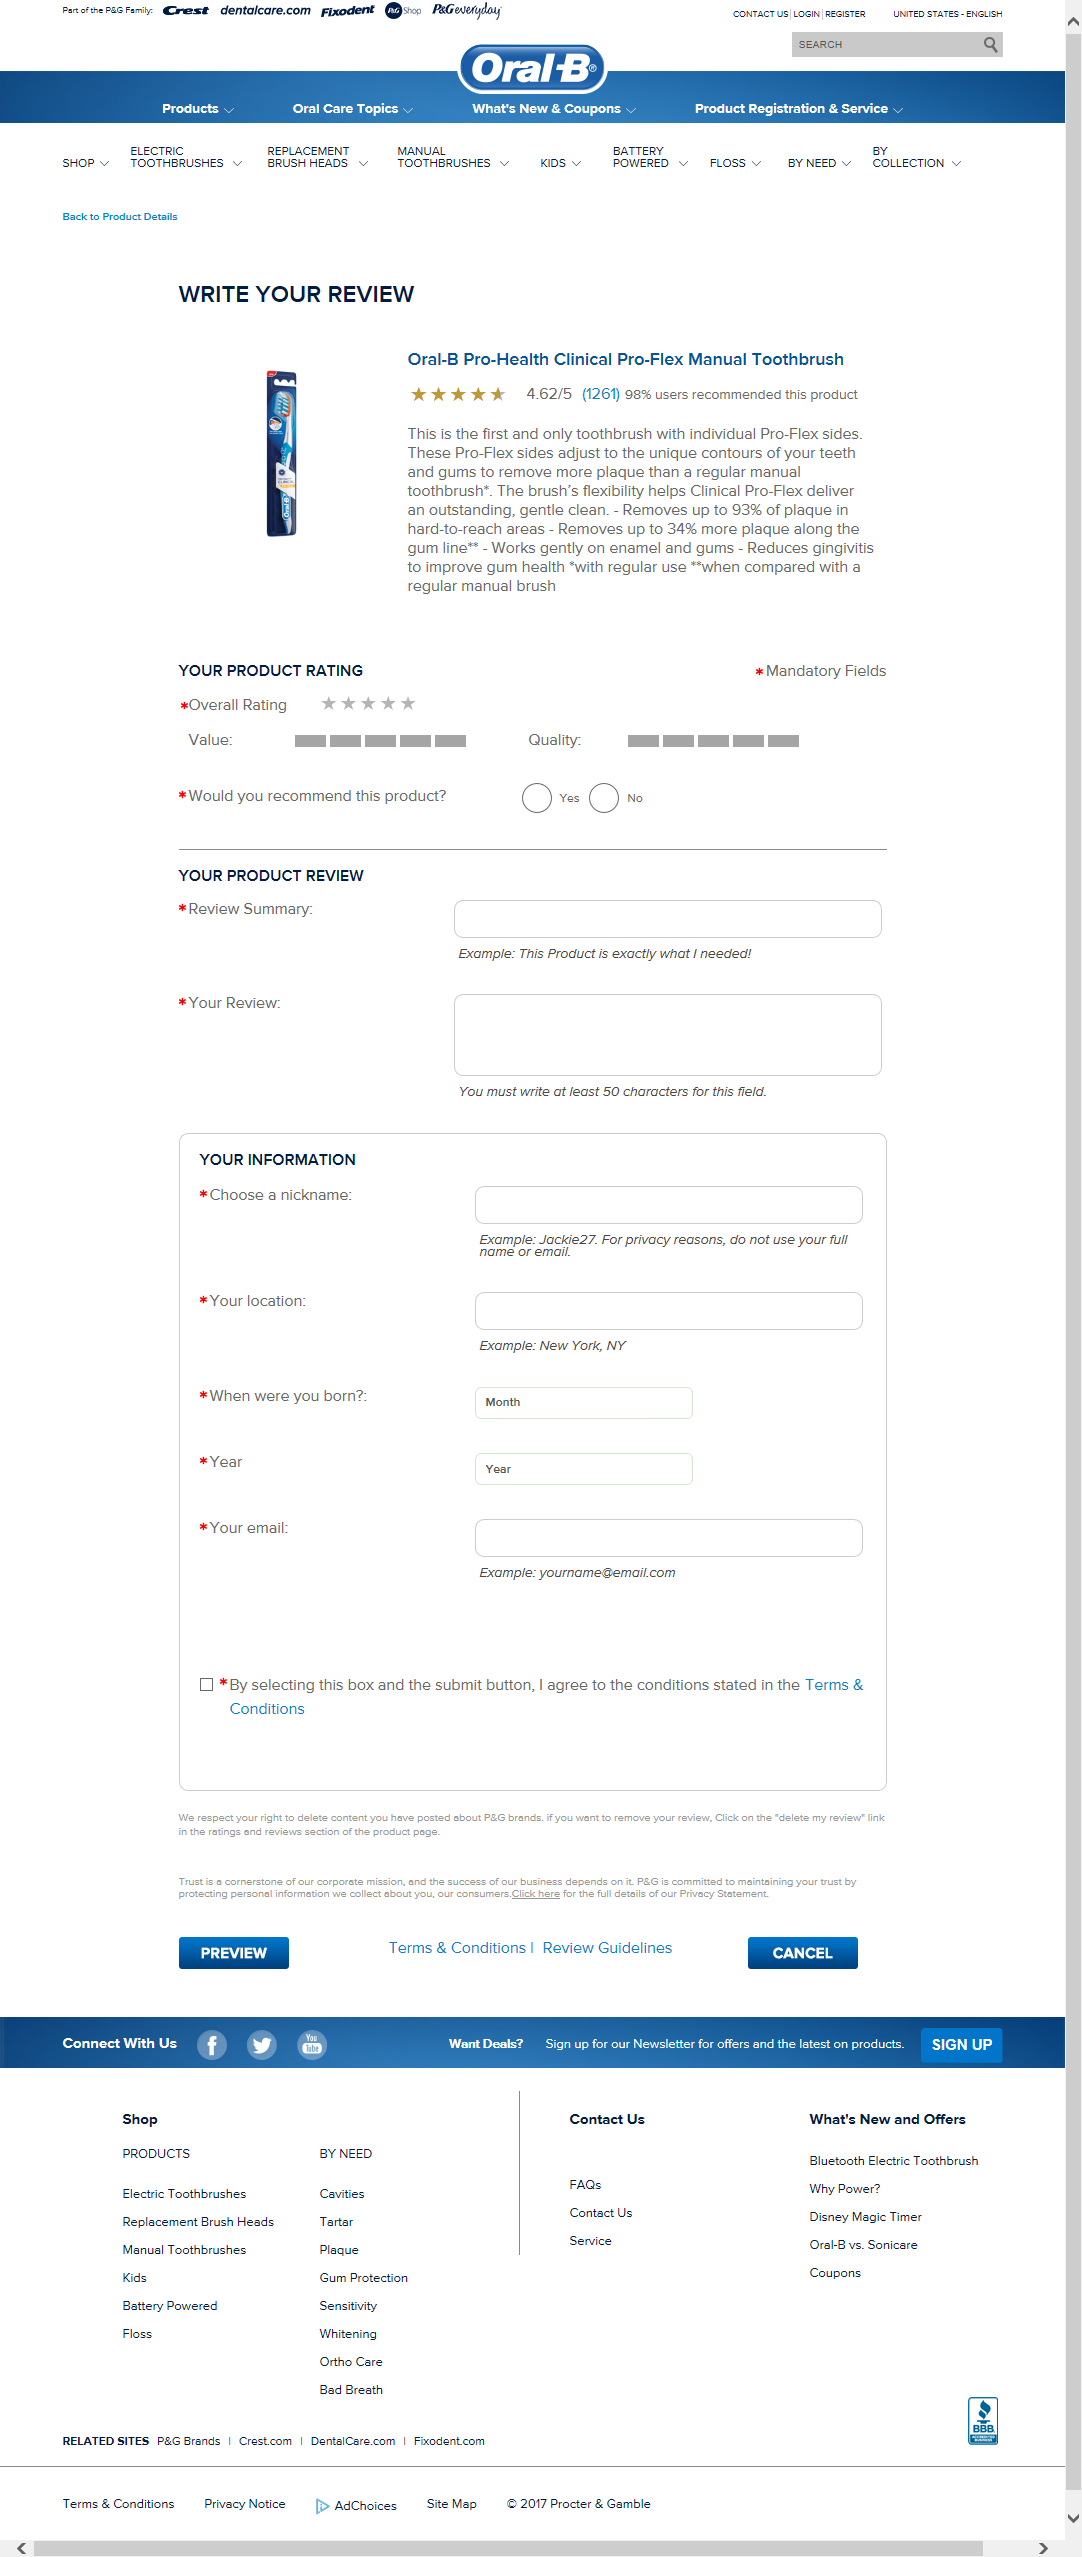 Part of the P&G Family: Crest dentalcare.com Fixodent P&G Shop P&G everyday
CONTACT US LOGIN REGISTER UNITED STATES - ENGLISH
SEARCH
Oral-B®
Products Oral Care Topics What's New & Coupons Product Registration & Service
SHOP ELECTRIC TOOTHBRUSHES REPLACEMENT BRUSH HEADS MANUAL TOOTHBRUSHES KIDS BATTERY POWERED FLOSS BY NEED BY COLLECTION
Back to Product Details
WRITE YOUR REVIEW
Oral-B Pro-Health Clinical Pro-Flex Manual Toothbrush
4.62/5 (1261) 98% users recommended this product
This is the first and only toothbrush with individual Pro-Flex sides.
These Pro-Flex sides adjust to the unique contours of your teeth
and gums to remove more plaque than a regular manual
toothbrush*. The brush's flexibility helps Clinical Pro-Flex deliver
an outstanding, gentle clean. - Removes up to 93% of plaque in
hard-to-reach areas - Removes up to 34% more plaque along the
gum line** - Works gently on enamel and gums - Reduces gingivitis
to improve gum health *with regular use **when compared with a
regular manual brush
Oral-B
YOUR PRODUCT RATING
* Mandatory Fields
*Overall Rating
Value: Quality:
*Would you recommend this product? Yes No
YOUR PRODUCT REVIEW
*Review Summary:
Example: This Product is exactly what I needed!
*Your Review:
You must write at least 50 characters for this field.
YOUR INFORMATION
*Choose a nickname:
Example: Jackie27. For privacy reasons, do not use your full
name or email.
*Your location:
Example: New York, NY
*When were you born?: Month
*Year Year
*Your email:
Example: yourname@email.com
*By selecting this box and the submit button, I agree to the conditions stated in the Terms &
Conditions
We respect your right to delete content you have posted about P&G brands. if you want to remove your review, Click on the "delete my review" link
in the ratings and reviews section of the product page.
Trust is a cornerstone of our corporate mission, and the success of our business depends on it. P&G is committed to maintaining your trust by
protecting personal information we collect about you, our consumers.Click here for the full details of our Privacy Statement.
PREVIEW Terms & Conditions | Review Guidelines CANCEL
Connect With Us You Tube Want Deals? Sign up for our Newsletter for offers and the latest on products. SIGN UP
Shop
PRODUCTS
Electric Toothbrushes
Replacement Brush Heads
Manual Toothbrushes
Kids
Battery Powered
Floss
BY NEED
Cavities
Tartar
Plaque
Gum Protection
Sensitivity
Whitening
Ortho Care
Bad Breath
Contact Us
FAQs
Contact Us
Service
What's New and Offers
Bluetooth Electric Toothbrush
Why Power?
Disney Magic Timer
Oral-B vs. Sonicare
Coupons
BBB
ACCREDITED
BUSINESS
RELATED SITES P&G Brands | Crest.com | DentalCare.com | Fixodent.com
Terms & Conditions Privacy Notice AdChoices Site Map © 2017 Procter & Gamble